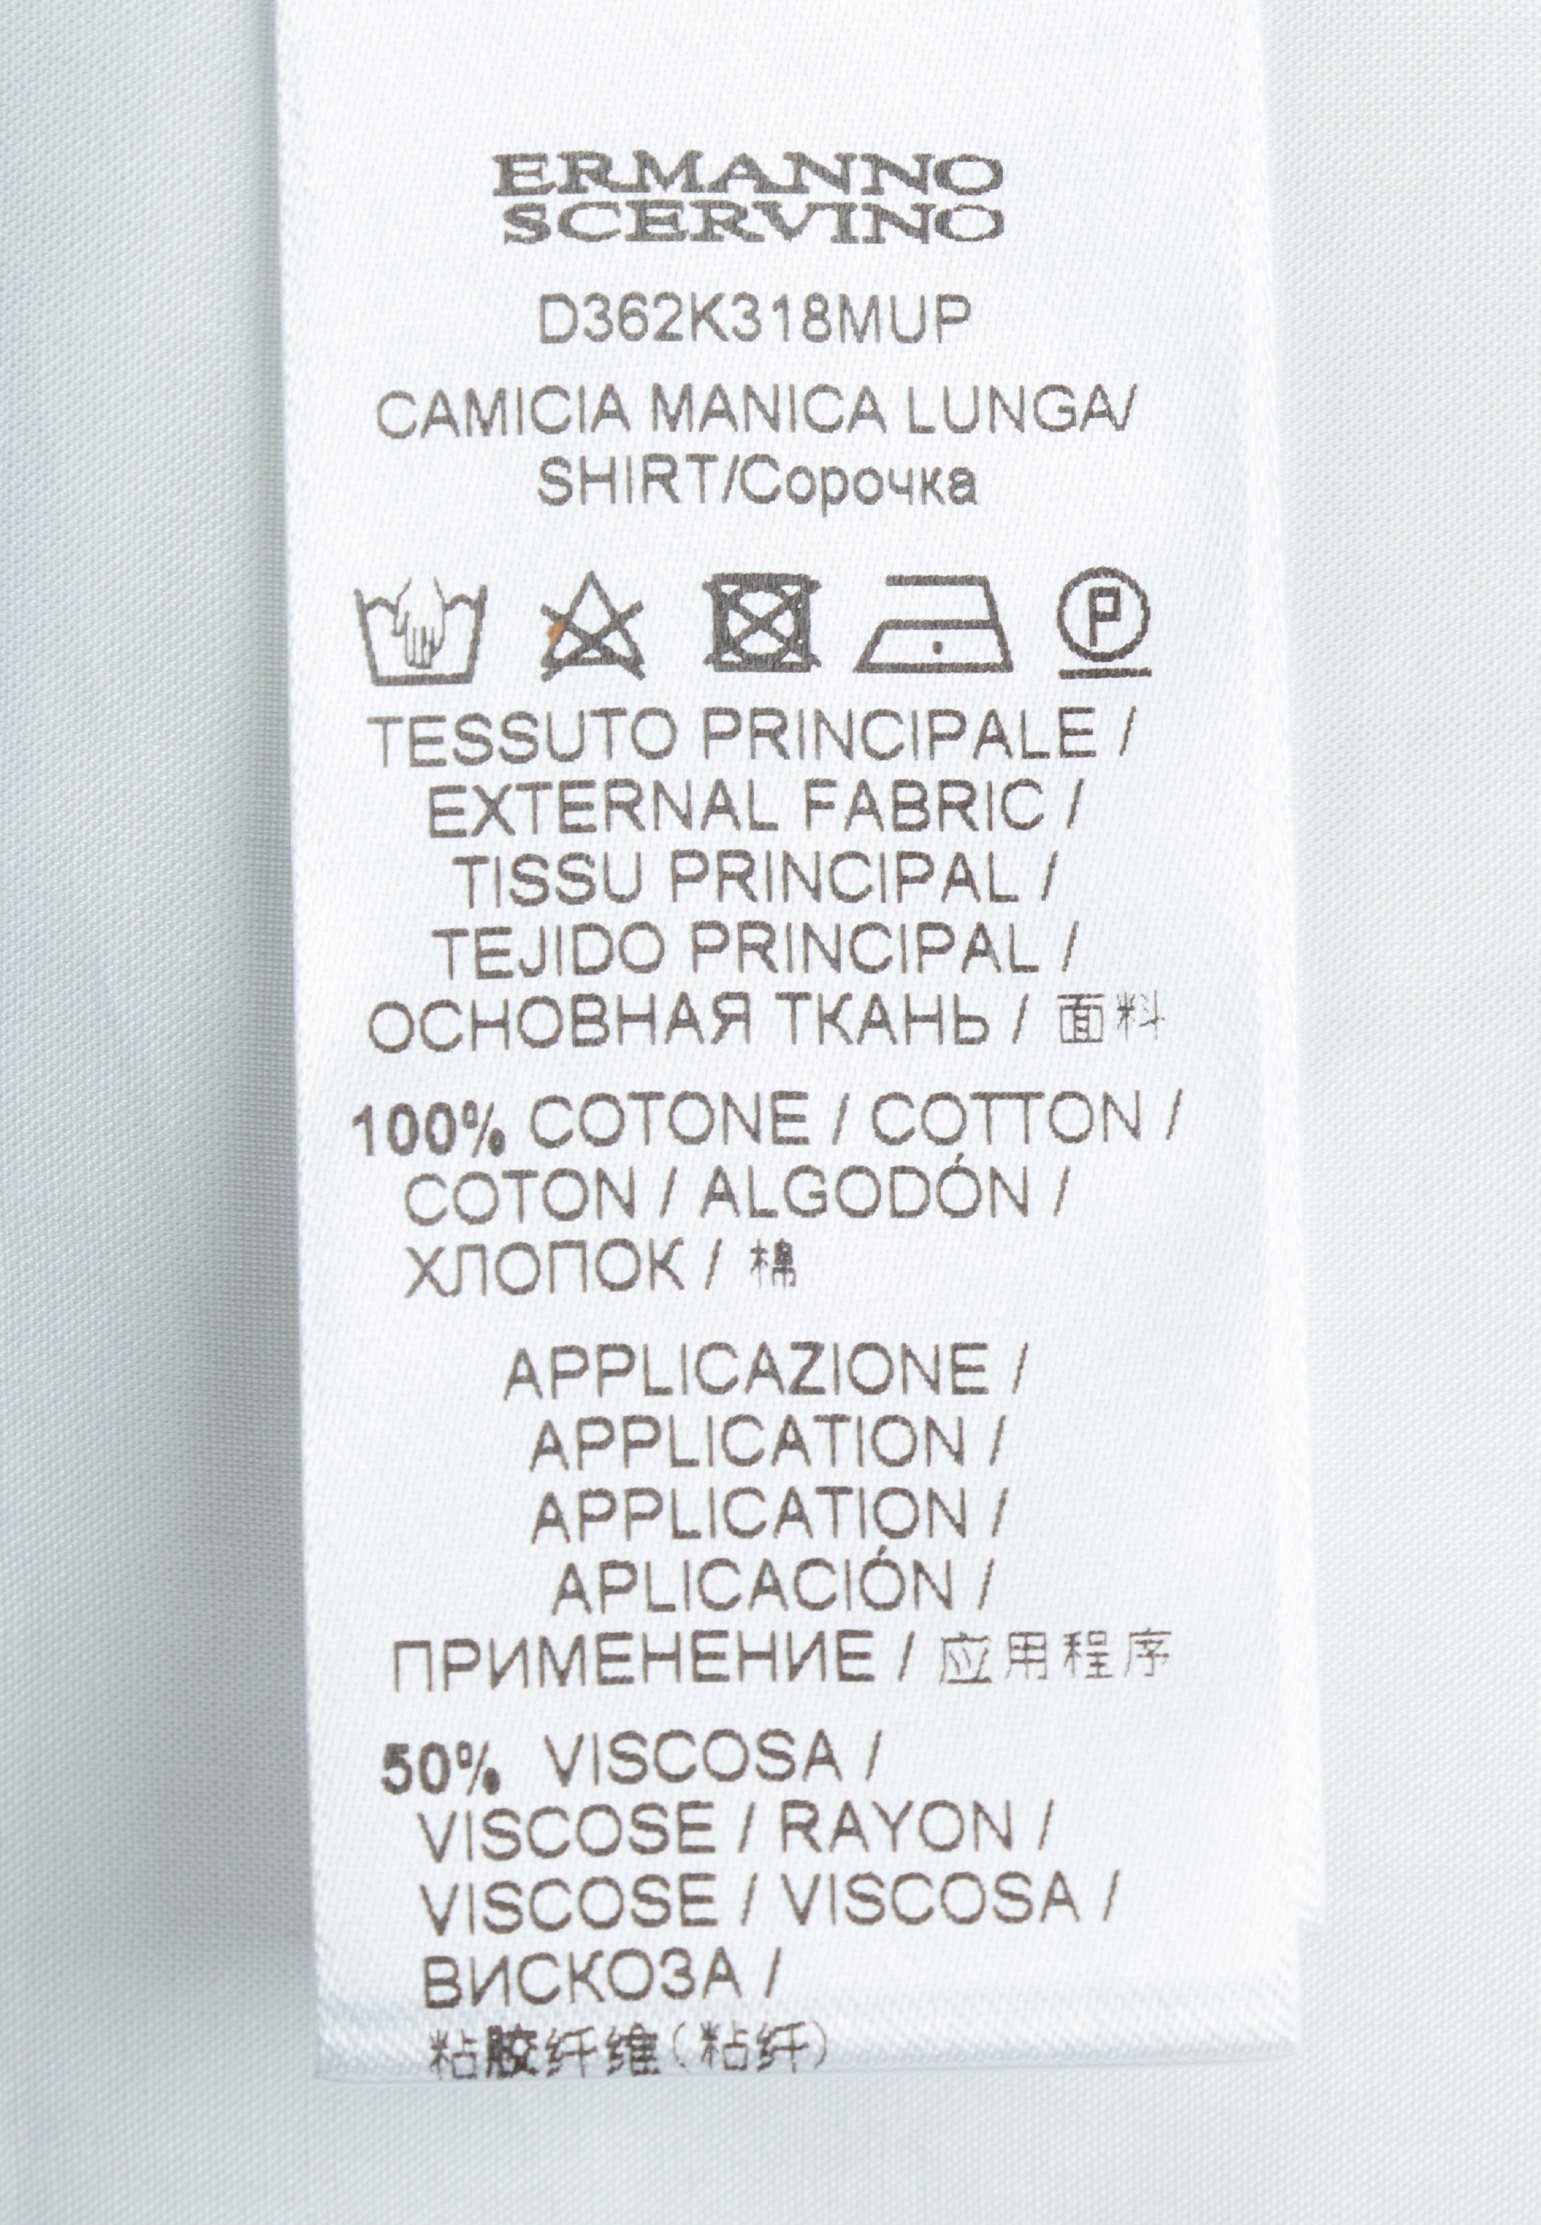 ERMANNO
SCERVINO
D362K318MUP
CAMICIA MANICA LUNGA/
SHIRT/Сорочка
P
TESSUTO PRINCIPALE /
EXTERNAL FABRIC /
TISSU PRINCIPAL /
TEJIDO PRINCIPAL /
ОСНОВНАЯ ТКАНЬ / 面料
100% COTONE / COTTON /
COTON / ALGODÓN /
ХЛОПОК / 棉
APPLICAZIONE /
APPLICATION /
APPLICATION /
APLICACIÓN /
ПРИМЕНЕНИЕ / 应用程序
50% VISCOSA /
VISCOSE / RAYON /
VISCOSE / VISCOSA /
ВИСКОЗА /
粘胶纤维(粘纤)